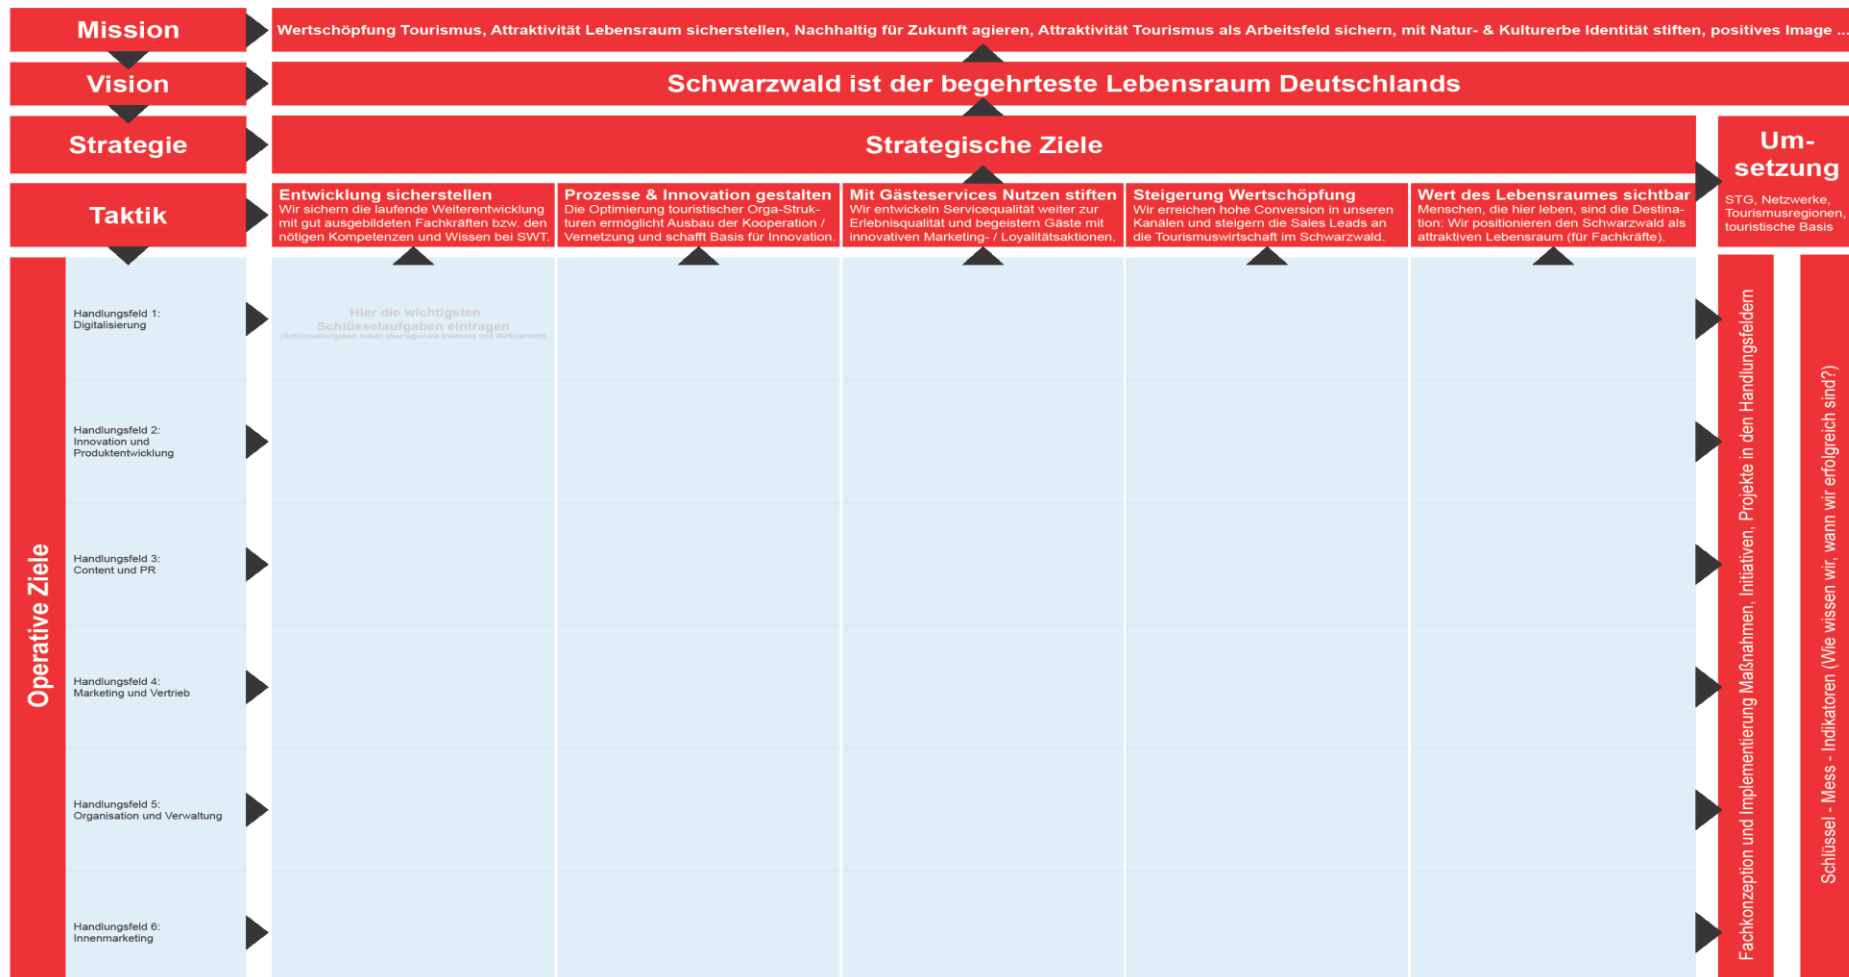 Mission
Wertschöpfung Tourismus, Attraktivität Lebensraum sicherstellen, Nachhaltig für Zukunft agieren, Attraktivität Tourismus als Arbeitsfeld sichern, mit Natur- & Kulturerbe Identität stiften, positives Image ...
Vision
Schwarzwald ist der begehrteste Lebensraum Deutschlands
Strategie
Strategische Ziele
Um-
setzung
STG, Netzwerke,
Tourismusregionen,
touristische Basis
Taktik
Entwicklung sicherstellen
Wir sichern die laufende Weiterentwicklung
mit gut ausgebildeten Fachkräften bzw. den
nötigen Kompetenzen und Wissen bei SWT.
Prozesse & Innovation gestalten
Die Optimierung touristischer Orga-Struk-
turen ermöglicht Ausbau der Kooperation /
Vernetzung und schafft Basis für Innovation.
Mit Gästeservices Nutzen stiften
Wir entwickeln Servicequalität weiter zur
Erlebnisqualität und begeistern Gäste mit
innovativen Marketing- / Loyalitätsaktionen.
Steigerung Wertschöpfung
Wir erreichen hohe Conversion in unseren
Kanälen und steigern die Sales Leads an
die Tourismuswirtschaft im Schwarzwald.
Wert des Lebensraumes sichtbar
Menschen, die hier leben, sind die Destina-
tion: Wir positionieren den Schwarzwald als
attraktiven Lebensraum (für Fachkräfte).
Operative Ziele
Handlungsfeld 1:
Digitalisierung
Hier die wichtigsten
Schlüsselaufgaben eintragen
(Schlüsselaufgaben haben überregionale Relevanz und Wirksamkeit)
Handlungsfeld 2:
Innovation und
Produktentwicklung
Handlungsfeld 3:
Content und PR
Handlungsfeld 4:
Marketing und Vertrieb
Handlungsfeld 5:
Organisation und Verwaltung
Handlungsfeld 6:
Innenmarketing
Fachkonzeption und Implementierung Maßnahmen, Initiativen, Projekte in den Handlungsfeldern
Schlüssel - Mess - Indikatoren (Wie wissen wir, wann wir erfolgreich sind?)